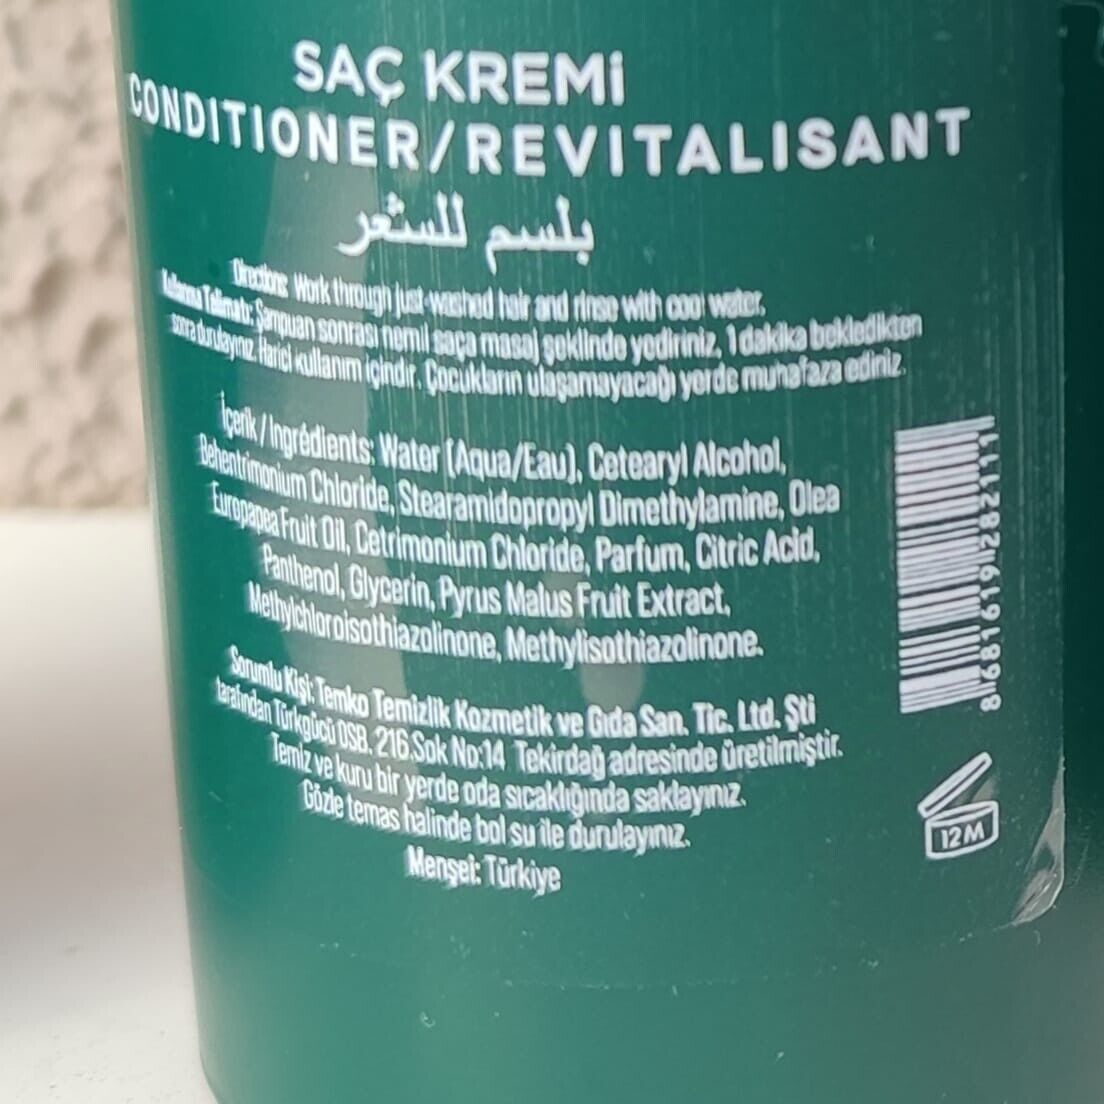 SAÇ KREMİ
CONDITIONER/REVITALISANT
بلسم للشعر
Directions: Work through just-washed hair and rinse with cool water.
Kullanma Talimatı: Şampuan sonrası nemli saça masaj şeklinde yediriniz, 1 dakika bekledikten
sonra durulayınız. Harici kullanım içindir. Çocukların ulaşamayacağı yerde muhafaza ediniz.
İçerik / Ingrédients: Water (Aqua/Eau), Cetearyl Alcohol,
Behentrimonium Chloride, Stearamidopropyl Dimethylamine, Olea
Europapea Fruit Oil, Cetrimonium Chloride, Parfum, Citric Acid,
Panthenol, Glycerin, Pyrus Malus Fruit Extract,
Methylchloroisothiazolinone, Methylisothiazolinone.
Sorumlu Kişi: Temko Temizlik Kozmetik ve Gıda San. Tic. Ltd. Şti
tarafından Türkgücü OSB. 216.Sok No:14 Tekirdağ adresinde üretilmiştir.
Temiz ve kuru bir yerde oda sıcaklığında saklayınız.
Gözle temas halinde bol su ile durulayınız.
Menşei: Türkiye
8 681619 282111
12M